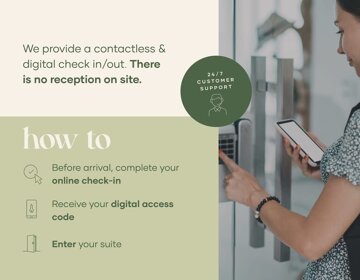 We provide a contactless &
digital check in/out. There
is no reception on site.
24/7
CUSTOMER
SUPPORT
how to
Before arrival, complete your
online check-in
Receive your digital access
code
Enter your suite